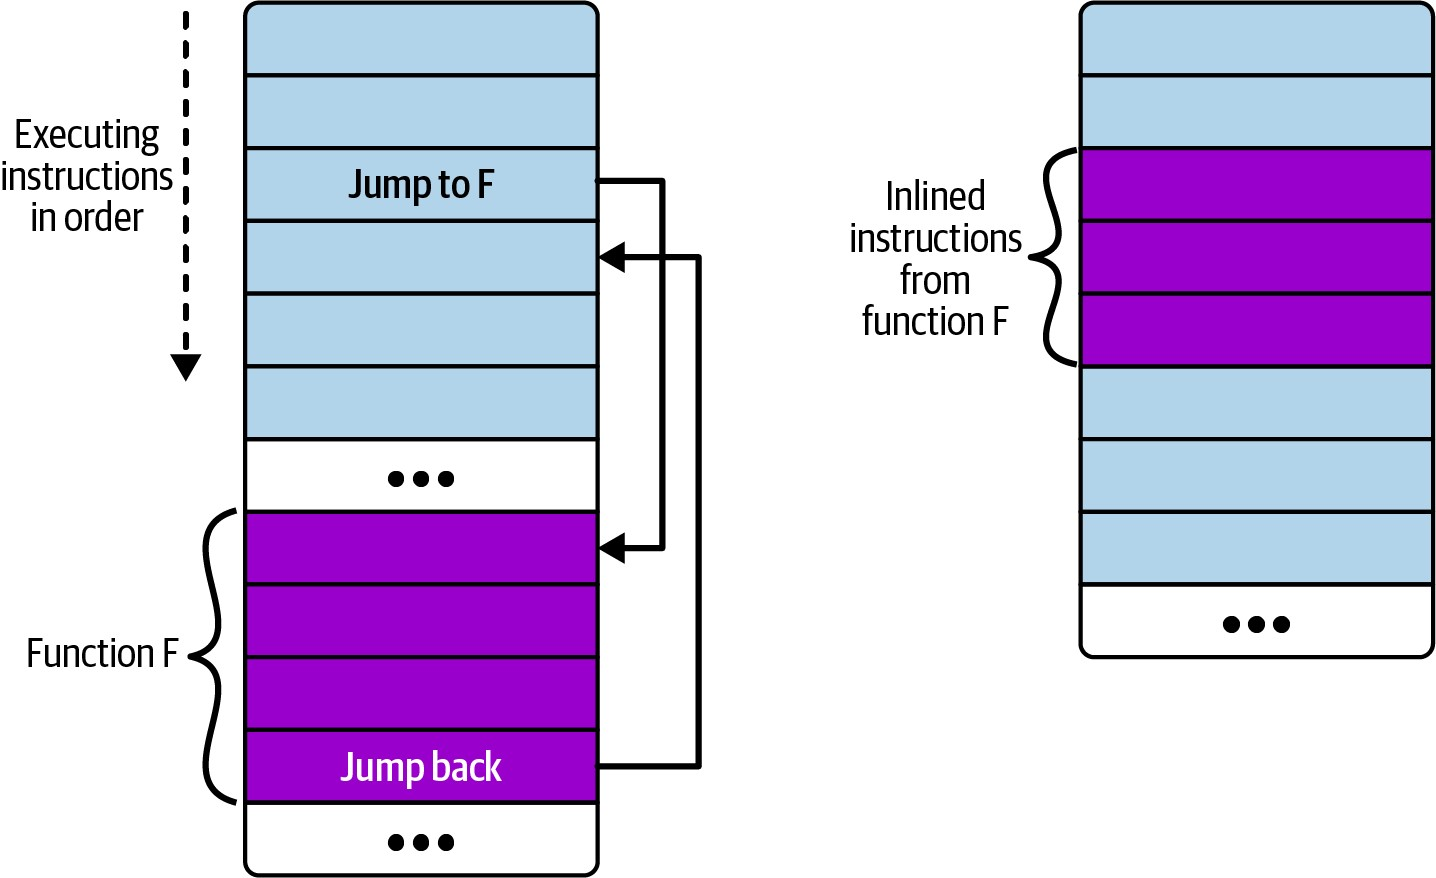 Executing
instructions
in order
Jump to F
Function F
Jump back
Inlined
instructions
from
function F